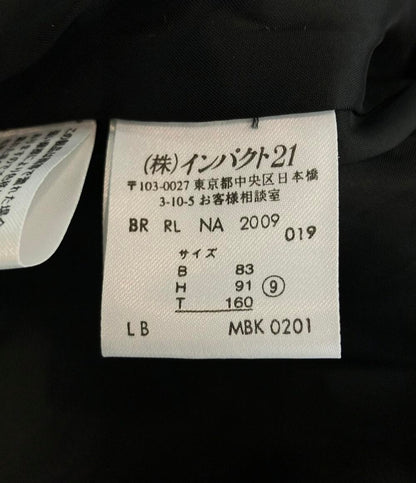 (株)インパクト21
〒103-0027 東京都中央区日本橋
3-10-5 お客様相談室
BR RL NA 2009 019
サイズ
B 83
H 91 ⑨
T 160
LB MBK 0201